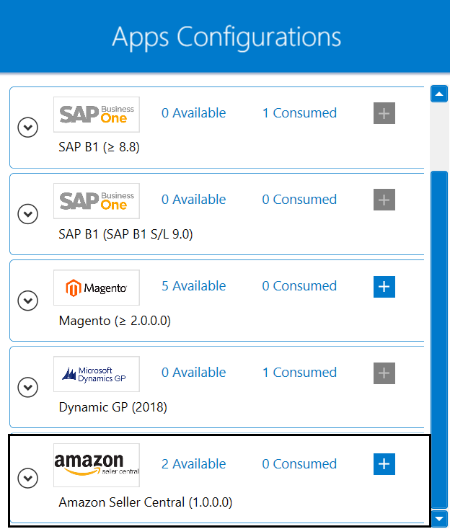 Apps Configurations
SAP Business One 0 Available 1 Consumed +
SAP B1 (≥ 8.8)
SAP Business One 0 Available 0 Consumed +
SAP B1 (SAP B1 S/L 9.0)
Magento 5 Available 0 Consumed +
Magento (≥ 2.0.0.0)
Microsoft Dynamics GP 0 Available 1 Consumed +
Dynamic GP (2018)
amazon seller central 2 Available 0 Consumed +
Amazon Seller Central (1.0.0.0)